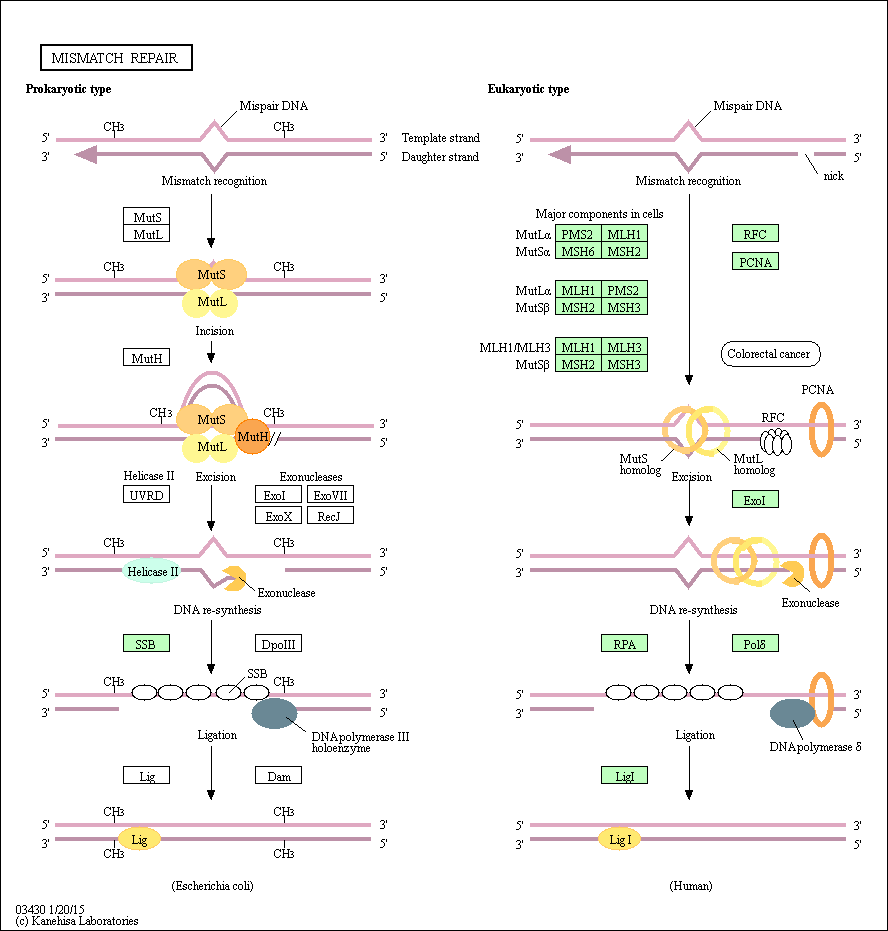 MISMATCH REPAIR
Prokaryotic type
Mispair DNA
CH3
CH3
5'
3'
Template strand
3'
5'
Daughter strand
Mismatch recognition
MutS
MutL
CH3
CH3
5'
3'
MutS
3'
5'
MutL
Incision
MutH
CH3
CH3
MutS
5'
3'
MutH
3'
5'
MutL
Helicase II
Excision
Exonucleases
UVRD
ExoI
ExoVII
ExoX
RecJ
CH3
CH3
5'
3'
3'
Helicase II
5'
Exonuclease
DNA re-synthesis
SSB
DpoIII
SSB
CH3
CH3
5'
3'
3'
5'
DNA polymerase III
holoenzyme
Ligation
Lig
Dam
CH3
CH3
5'
3'
3'
Lig
5'
CH3
CH3
(Escherichia coli)
Eukaryotic type
Mispair DNA
5'
3'
3'
5'
nick
Mismatch recognition
Major components in cells
MutLα PMS2 MLH1
MutSα MSH6 MSH2
RFC
PCNA
MutLα MLH1 PMS2
MutSβ MSH2 MSH3
MLH1/MLH3 MLH1 MLH3
MutSβ MSH2 MSH3
Colorectal cancer
PCNA
RFC
5'
3'
3'
5'
MutS
homolog
MutL
homolog
Excision
ExoI
5'
3'
3'
5'
Exonuclease
DNA re-synthesis
RPA
Polδ
5'
3'
3'
5'
DNA polymerase δ
Ligation
LigI
5'
3'
3'
Lig I
5'
(Human)
03430 1/20/15
(c) Kanehisa Laboratories